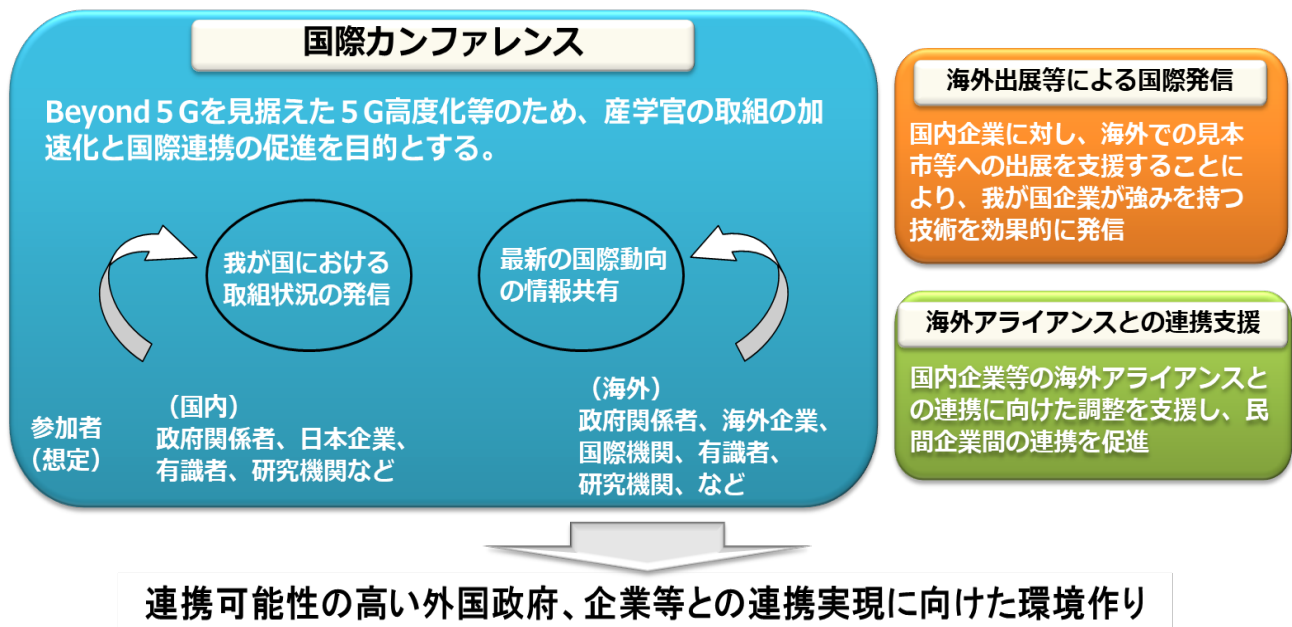 国際カンファレンス
Beyond５Gを見据えた５G高度化等のため、産学官の取組の加
速化と国際連携の促進を目的とする。
我が国における
取組状況の発信
最新の国際動向
の情報共有
参加者
（想定）
（国内）
政府関係者、日本企業、
有識者、研究機関など
（海外）
政府関係者、海外企業、
国際機関、有識者、
研究機関、など
海外出展等による国際発信
国内企業に対し、海外での見本
市等への出展を支援することに
より、我が国企業が強みを持つ
技術を効果的に発信
海外アライアンスとの連携支援
国内企業等の海外アライアンスと
の連携に向けた調整を支援し、民
間企業間の連携を促進
連携可能性の高い外国政府、企業等との連携実現に向けた環境作り